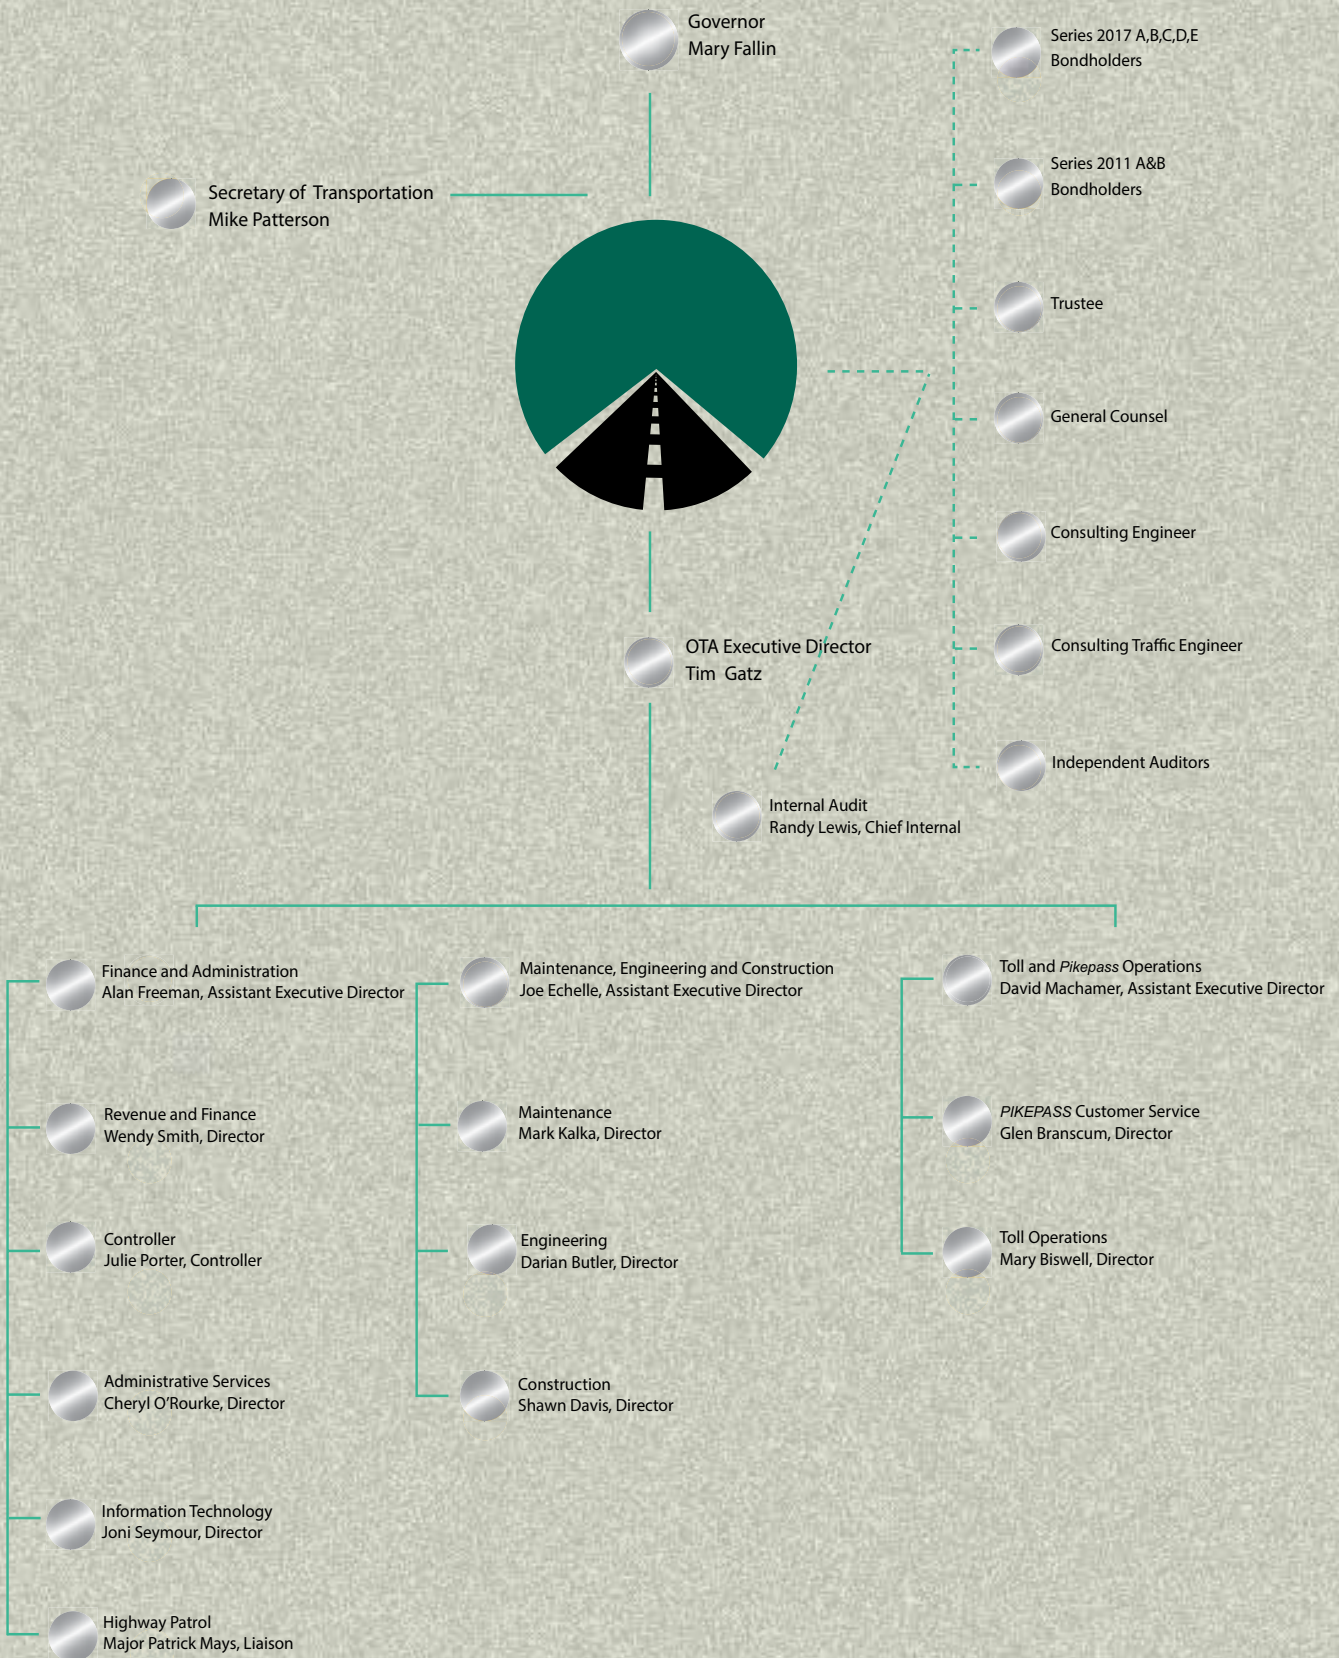 Governor
Mary Fallin
Series 2017 A,B,C,D,E
Bondholders
Secretary of Transportation
Mike Patterson
Series 2011 A&B
Bondholders
Trustee
General Counsel
Consulting Engineer
OTA Executive Director
Tim Gatz
Consulting Traffic Engineer
Independent Auditors
Internal Audit
Randy Lewis, Chief Internal
Finance and Administration
Alan Freeman, Assistant Executive Director
Revenue and Finance
Wendy Smith, Director
Controller
Julie Porter, Controller
Administrative Services
Cheryl O’Rourke, Director
Information Technology
Joni Seymour, Director
Highway Patrol
Major Patrick Mays, Liaison
Maintenance, Engineering and Construction
Joe Echelle, Assistant Executive Director
Maintenance
Mark Kalka, Director
Engineering
Darian Butler, Director
Construction
Shawn Davis, Director
Toll and Pikepass Operations
David Machamer, Assistant Executive Director
PIKEPASS Customer Service
Glen Branscum, Director
Toll Operations
Mary Biswell, Director